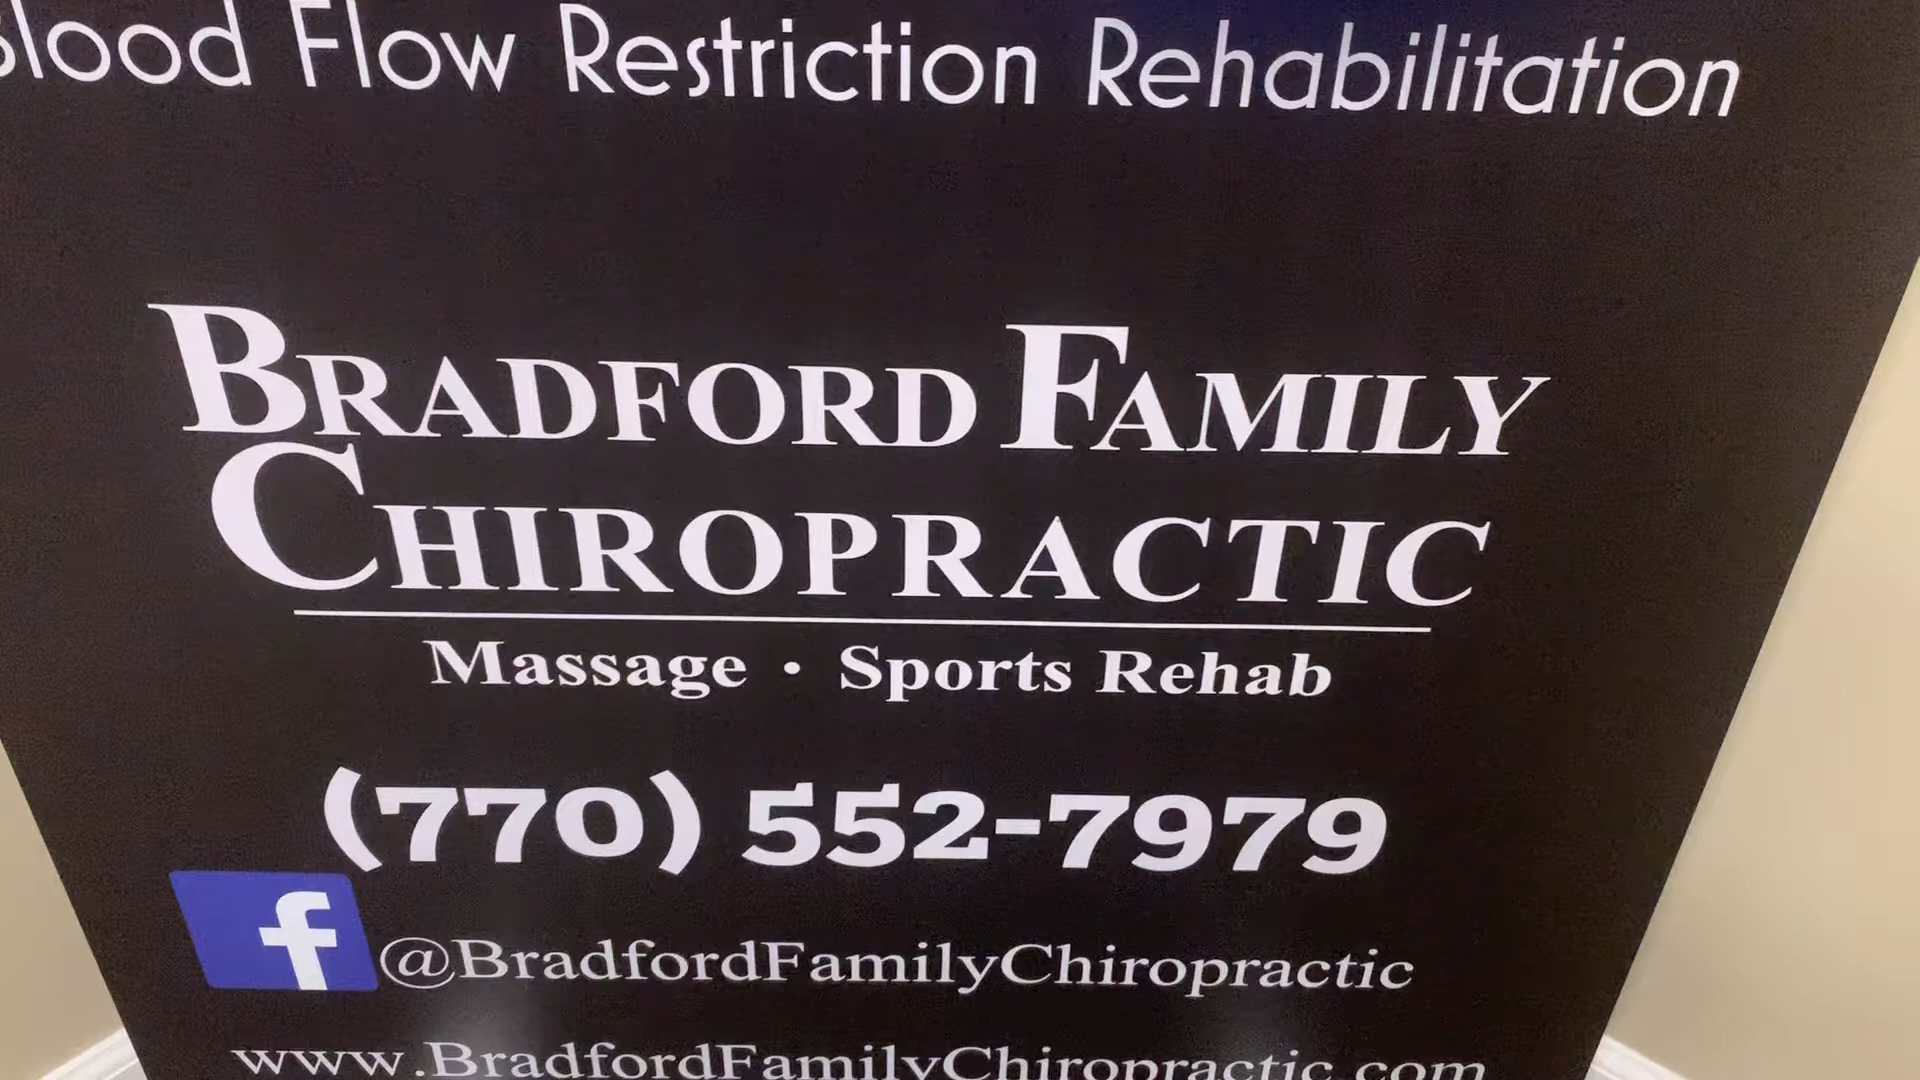 Blood Flow Restriction Rehabilitation
BRADFORD FAMILY
CHIROPRACTIC
Massage · Sports Rehab
(770) 552-7979
f @BradfordFamilyChiropractic
www.BradfordFamilyChiropractic.com